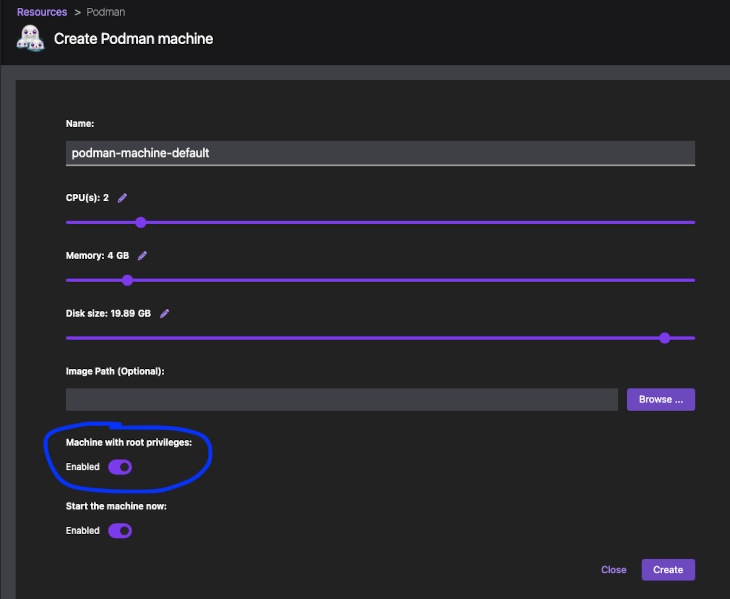 Resources > Podman
Create Podman machine
Name:
podman-machine-default
CPU(s): 2
Memory: 4 GB
Disk size: 19.89 GB
Image Path (Optional):
Browse ...
Machine with root privileges:
Enabled
Start the machine now:
Enabled
Close Create